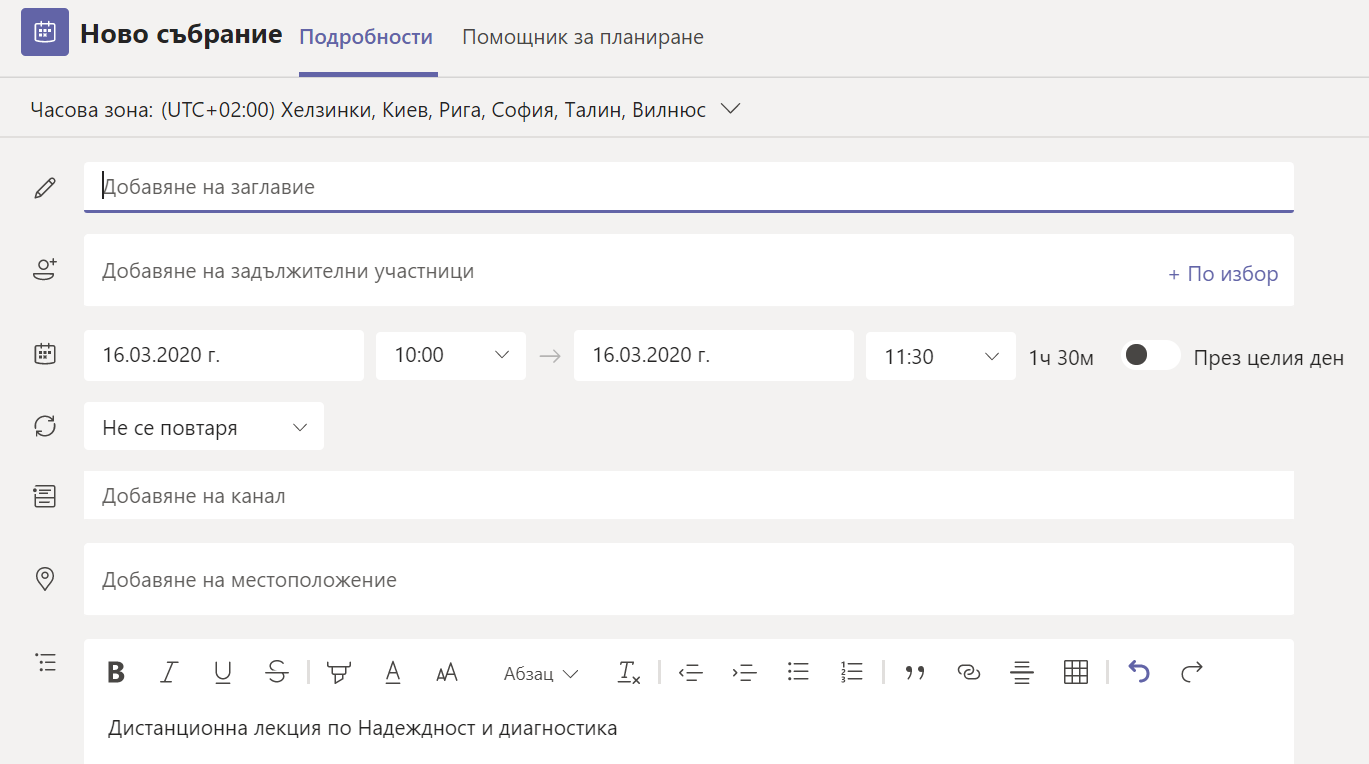 Ново събрание Подробности Помощник за планиране
Часова зона: (UTC+02:00) Хелзинки, Киев, Рига, София, Талин, Вилнюс
Добавяне на заглавие
Добавяне на задължителни участници + По избор
16.03.2020 г. 10:00 → 16.03.2020 г. 11:30 1ч 30м През целия ден
Не се повтаря
Добавяне на канал
Добавяне на местоположение
B I U S A AA Абзац Tx
Дистанционна лекция по Надеждност и диагностика